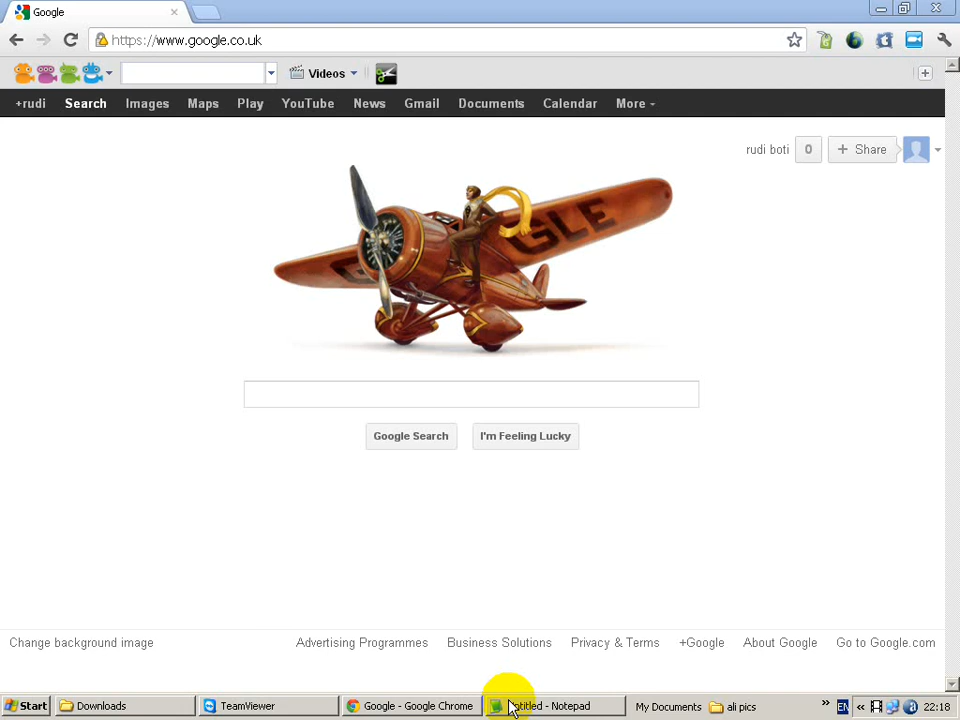 Google
https://www.google.co.uk
Videos
+rudi Search Images Maps Play YouTube News Gmail Documents Calendar More
rudi boti 0 + Share
G GLE
Google Search I'm Feeling Lucky
Change background image Advertising Programmes Business Solutions Privacy & Terms +Google About Google Go to Google.com
Start Downloads TeamViewer Google - Google Chrome Untitled - Notepad My Documents ali pics » EN « 22:18